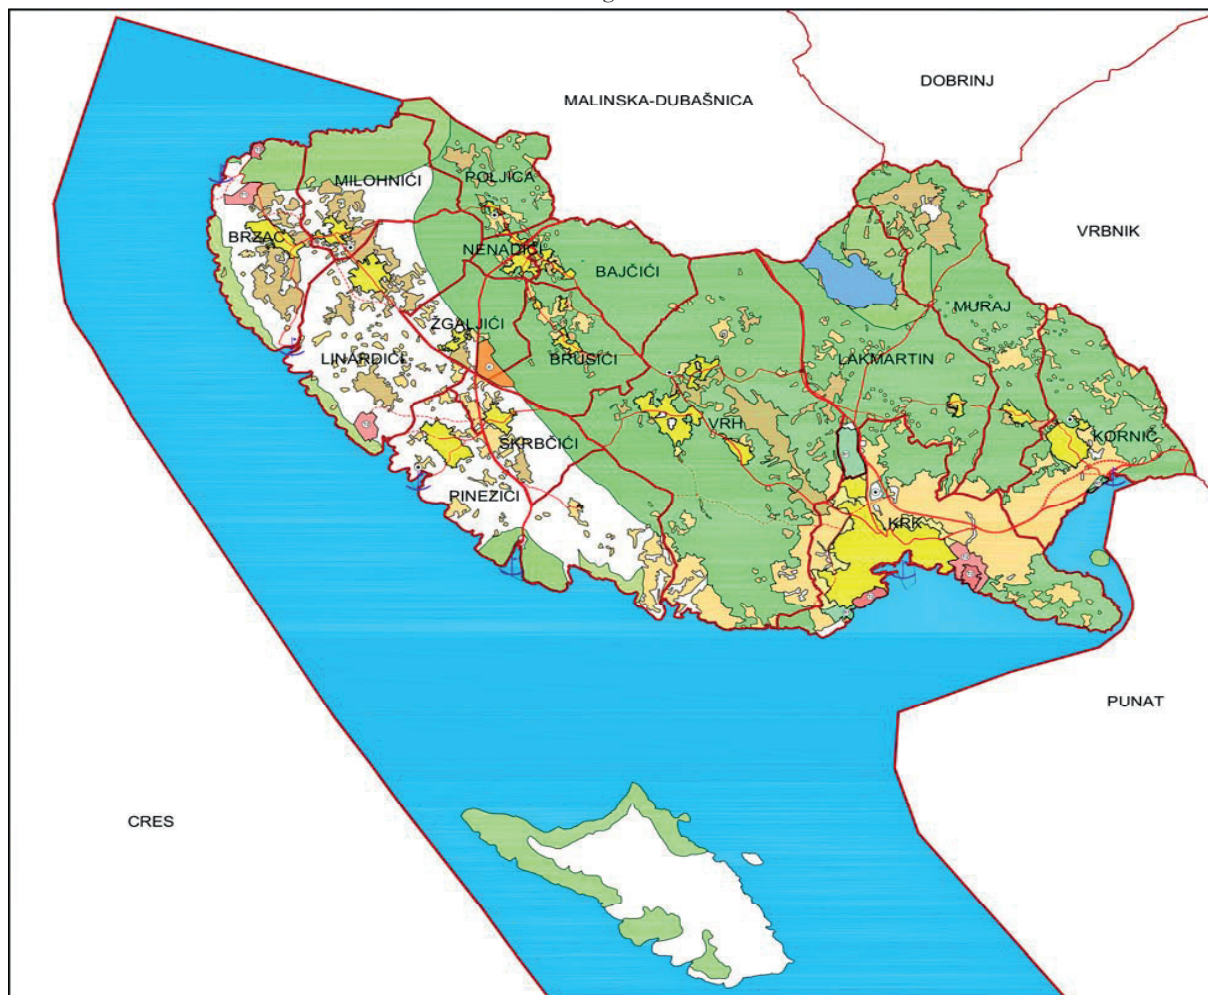 DOBRINJ
MALINSKA-DUBAŠNICA
VRBNIK
MILOHNIĆI
POLJICA
BRZAC
NENADIĆI
BAJČIĆI
MURAJ
ŽGALJIĆI
LINARDIĆI
BRUSIĆI
LAKMARTIN
VRH
KORNIĆ
SKRBČIĆI
PINEZIĆI
KRK
PUNAT
CRES